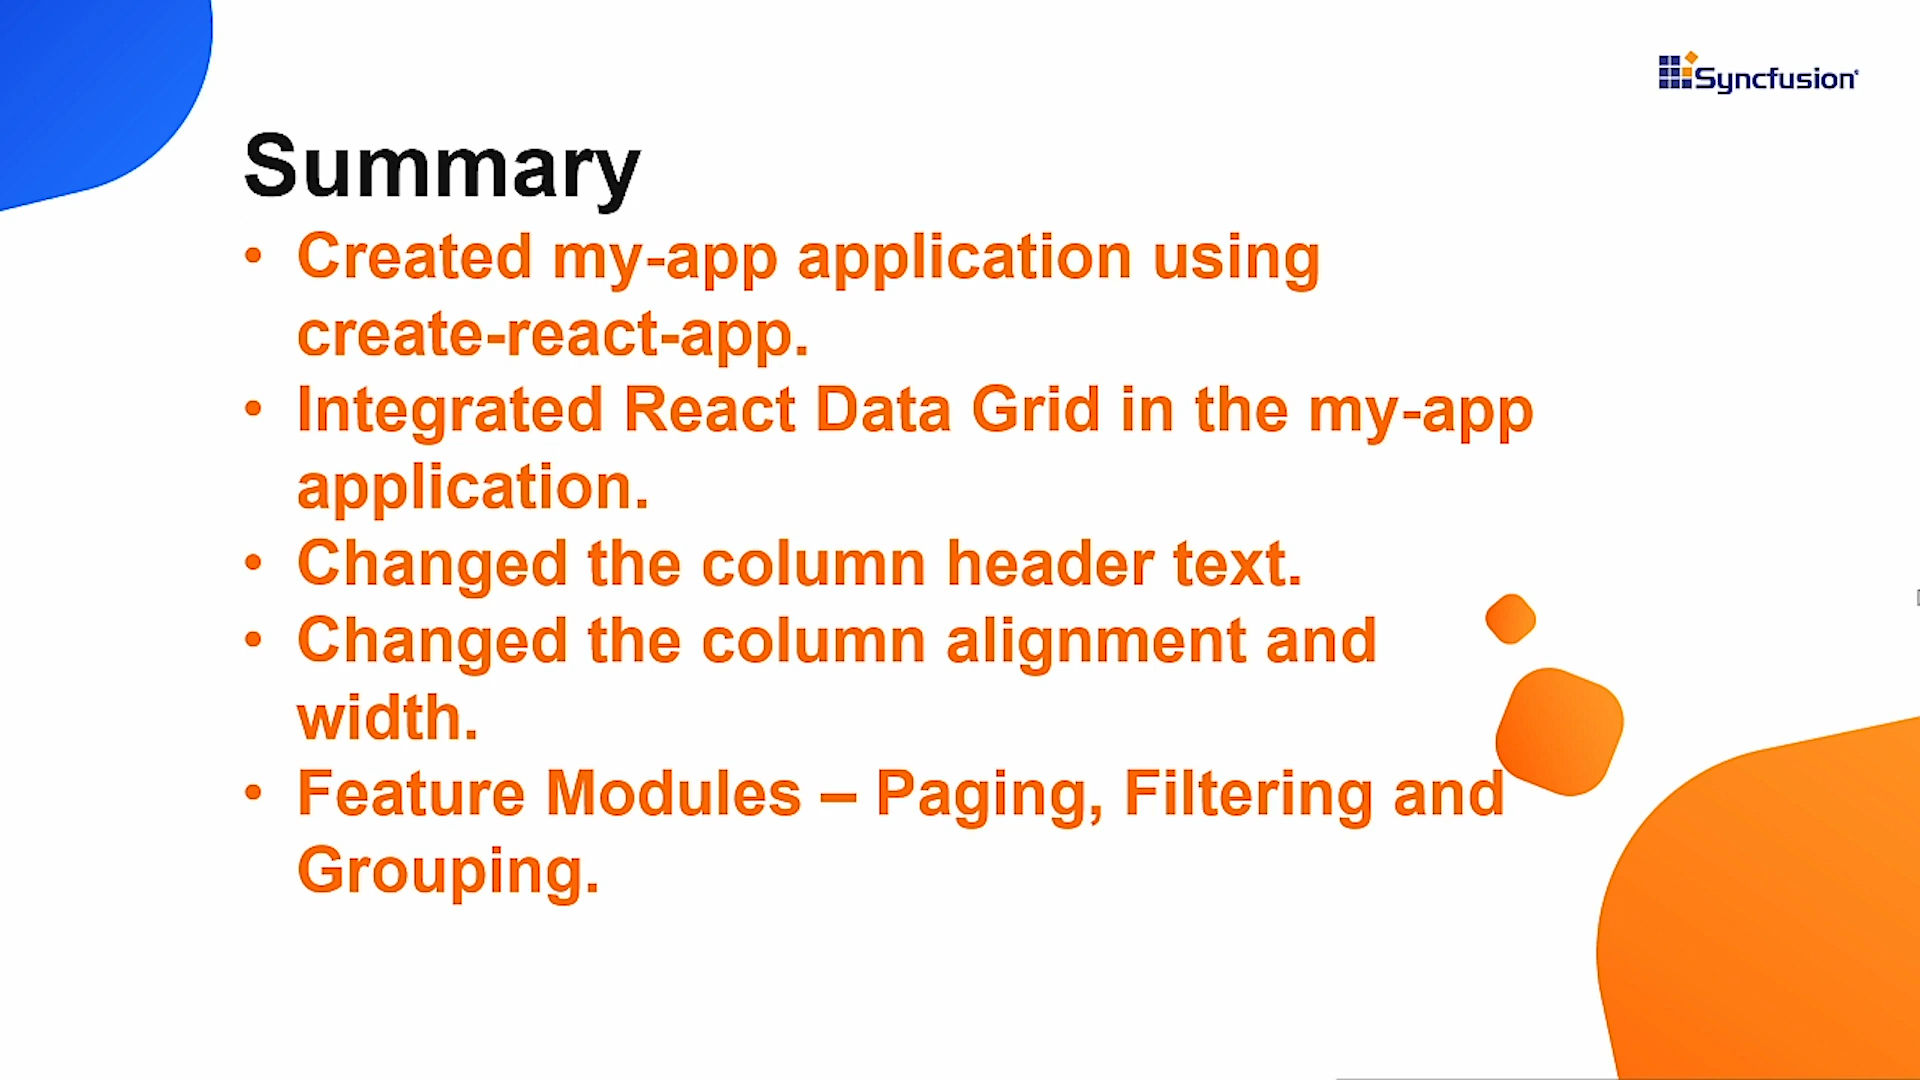 Syncfusion
Summary
• Created my-app application using
create-react-app.
• Integrated React Data Grid in the my-app
application.
• Changed the column header text.
• Changed the column alignment and
width.
• Feature Modules – Paging, Filtering and
Grouping.